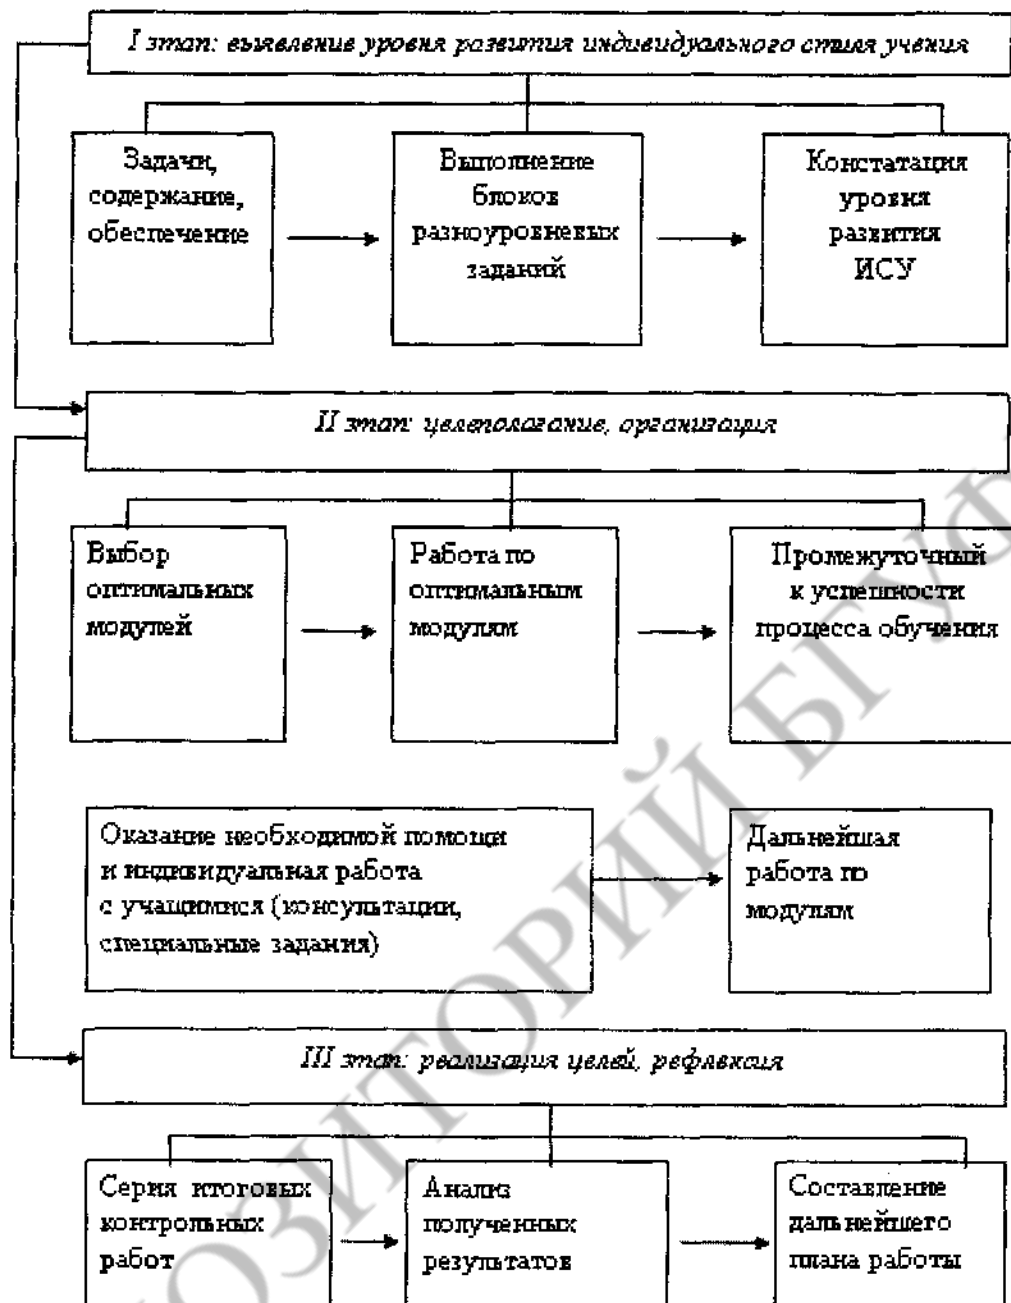 I этап: выявление уровня развития индивидуального стиля учения
Задачи,
содержание,
обеспечение
Выполнение
блоков
разноуровневых
заданий
Констатация
уровня
развития
ИСУ
II этап: целеполагание, организация
Выбор
оптимальных
модулей
Работа по
оптимальным
модулям
Промежуточный
к успешности
процесса обучения
Оказание необходимой помощи
и индивидуальная работа
с учащимися (консультации,
специальные задания)
Дальнейшая
работа по
модулям
III этап: реализация целей, рефлексия
Серия итоговых
контрольных
работ
Анализ
полученных
результатов
Составление
дальнейшего
плана работы
ОЗИТОРИЙ БГУФ